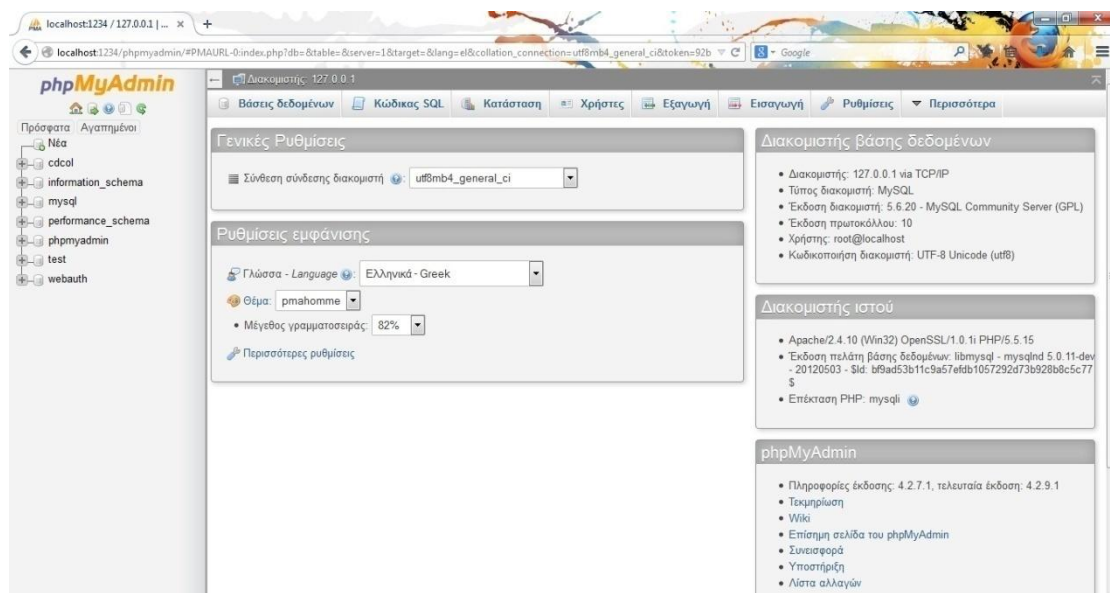 localhost:1234 / 127.0.0.1 | ...
localhost:1234/phpmyadmin/#PMAURL-0:index.php?db=&table=&server=1&target=&lang=el&collation_connection=utf8mb4_general_ci&token=92b
Google
phpMyAdmin
Πρόσφατα Αγαπημένοι
Νέα
cdcol
information_schema
mysql
performance_schema
phpmyadmin
test
webauth
Διακομιστής: 127.0.0.1
Βάσεις δεδομένων Κώδικας SQL Κατάσταση Χρήστες Εξαγωγή Εισαγωγή Ρυθμίσεις Περισσότερα
Γενικές Ρυθμίσεις
Σύνθεση σύνδεσης διακομιστή : utf8mb4_general_ci
Ρυθμίσεις εμφάνισης
Γλώσσα - Language : Ελληνικά - Greek
Θέμα: pmahomme
• Μέγεθος γραμματοσειράς: 82%
Περισσότερες ρυθμίσεις
Διακομιστής βάσης δεδομένων
• Διακομιστής: 127.0.0.1 via TCP/IP
• Τύπος διακομιστή: MySQL
• Έκδοση διακομιστή: 5.6.20 - MySQL Community Server (GPL)
• Έκδοση πρωτοκόλλου: 10
• Χρήστης: root@localhost
• Κωδικοποίηση διακομιστή: UTF-8 Unicode (utf8)
Διακομιστής ιστού
• Apache/2.4.10 (Win32) OpenSSL/1.0.1i PHP/5.5.15
• Έκδοση πελάτη βάσης δεδομένων: libmysql - mysqlnd 5.0.11-dev
- 20120503 - $Id: bf9ad53b11c9a57efdb1057292d73b928b8c5c77
$
• Επέκταση PHP: mysqli
phpMyAdmin
• Πληροφορίες έκδοσης: 4.2.7.1, τελευταία έκδοση: 4.2.9.1
• Τεκμηρίωση
• Wiki
• Επίσημη σελίδα του phpMyAdmin
• Συνεισφορά
• Υποστήριξη
• Λίστα αλλαγών